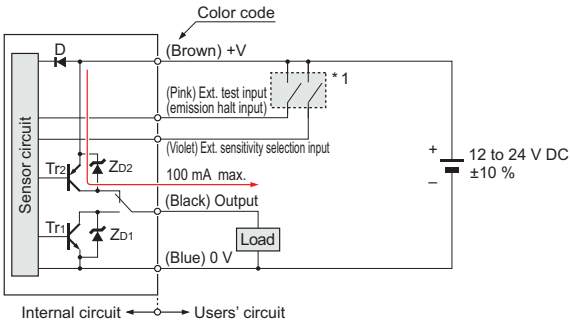 Color code
D
(Brown) +V
* 1
(Pink) Ext. test input
(emission halt input)
Sensor circuit
(Violet) Ext. sensitivity selection input
+
12 to 24 V DC
±10 %
–
Tr2
ZD2
100 mA max.
(Black) Output
Tr1
ZD1
Load
(Blue) 0 V
Internal circuit
Users' circuit